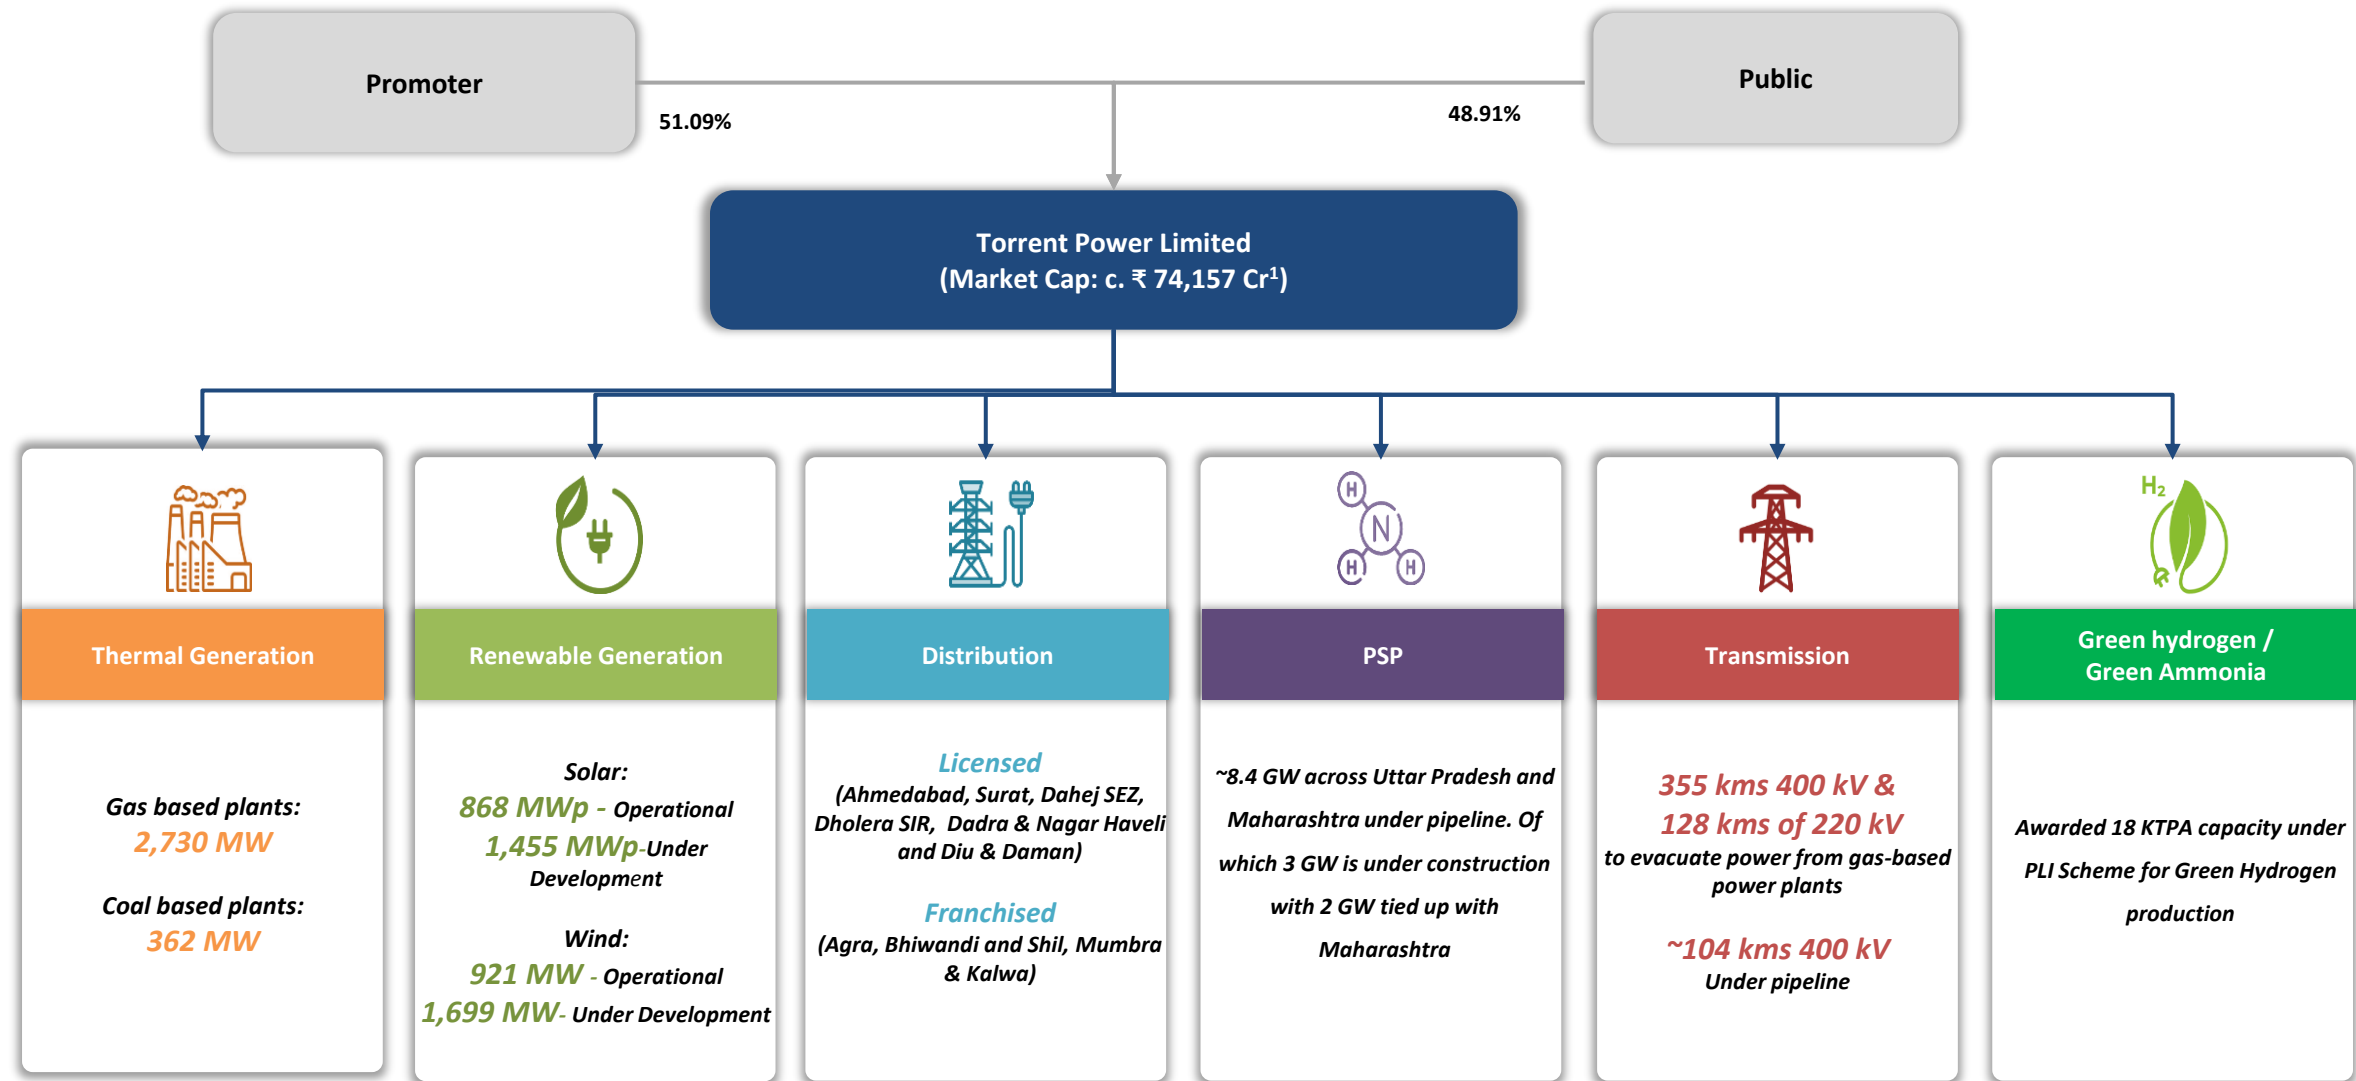 Promoter
Public
51.09%
48.91%
Torrent Power Limited
(Market Cap: c. ₹ 74,157 Cr¹)
Thermal Generation
Gas based plants:
2,730 MW
Coal based plants:
362 MW
Renewable Generation
Solar:
868 MWp - Operational
1,455 MWp-Under
Development
Wind:
921 MW - Operational
1,699 MW- Under Development
Distribution
Licensed
(Ahmedabad, Surat, Dahej SEZ,
Dholera SIR, Dadra & Nagar Haveli
and Diu & Daman)
Franchised
(Agra, Bhiwandi and Shil, Mumbra
& Kalwa)
H
N
H
H
PSP
~8.4 GW across Uttar Pradesh and
Maharashtra under pipeline. Of
which 3 GW is under construction
with 2 GW tied up with
Maharashtra
Transmission
355 kms 400 kV &
128 kms of 220 kV
to evacuate power from gas-based
power plants
~104 kms 400 kV
Under pipeline
H₂
Green hydrogen /
Green Ammonia
Awarded 18 KTPA capacity under
PLI Scheme for Green Hydrogen
production